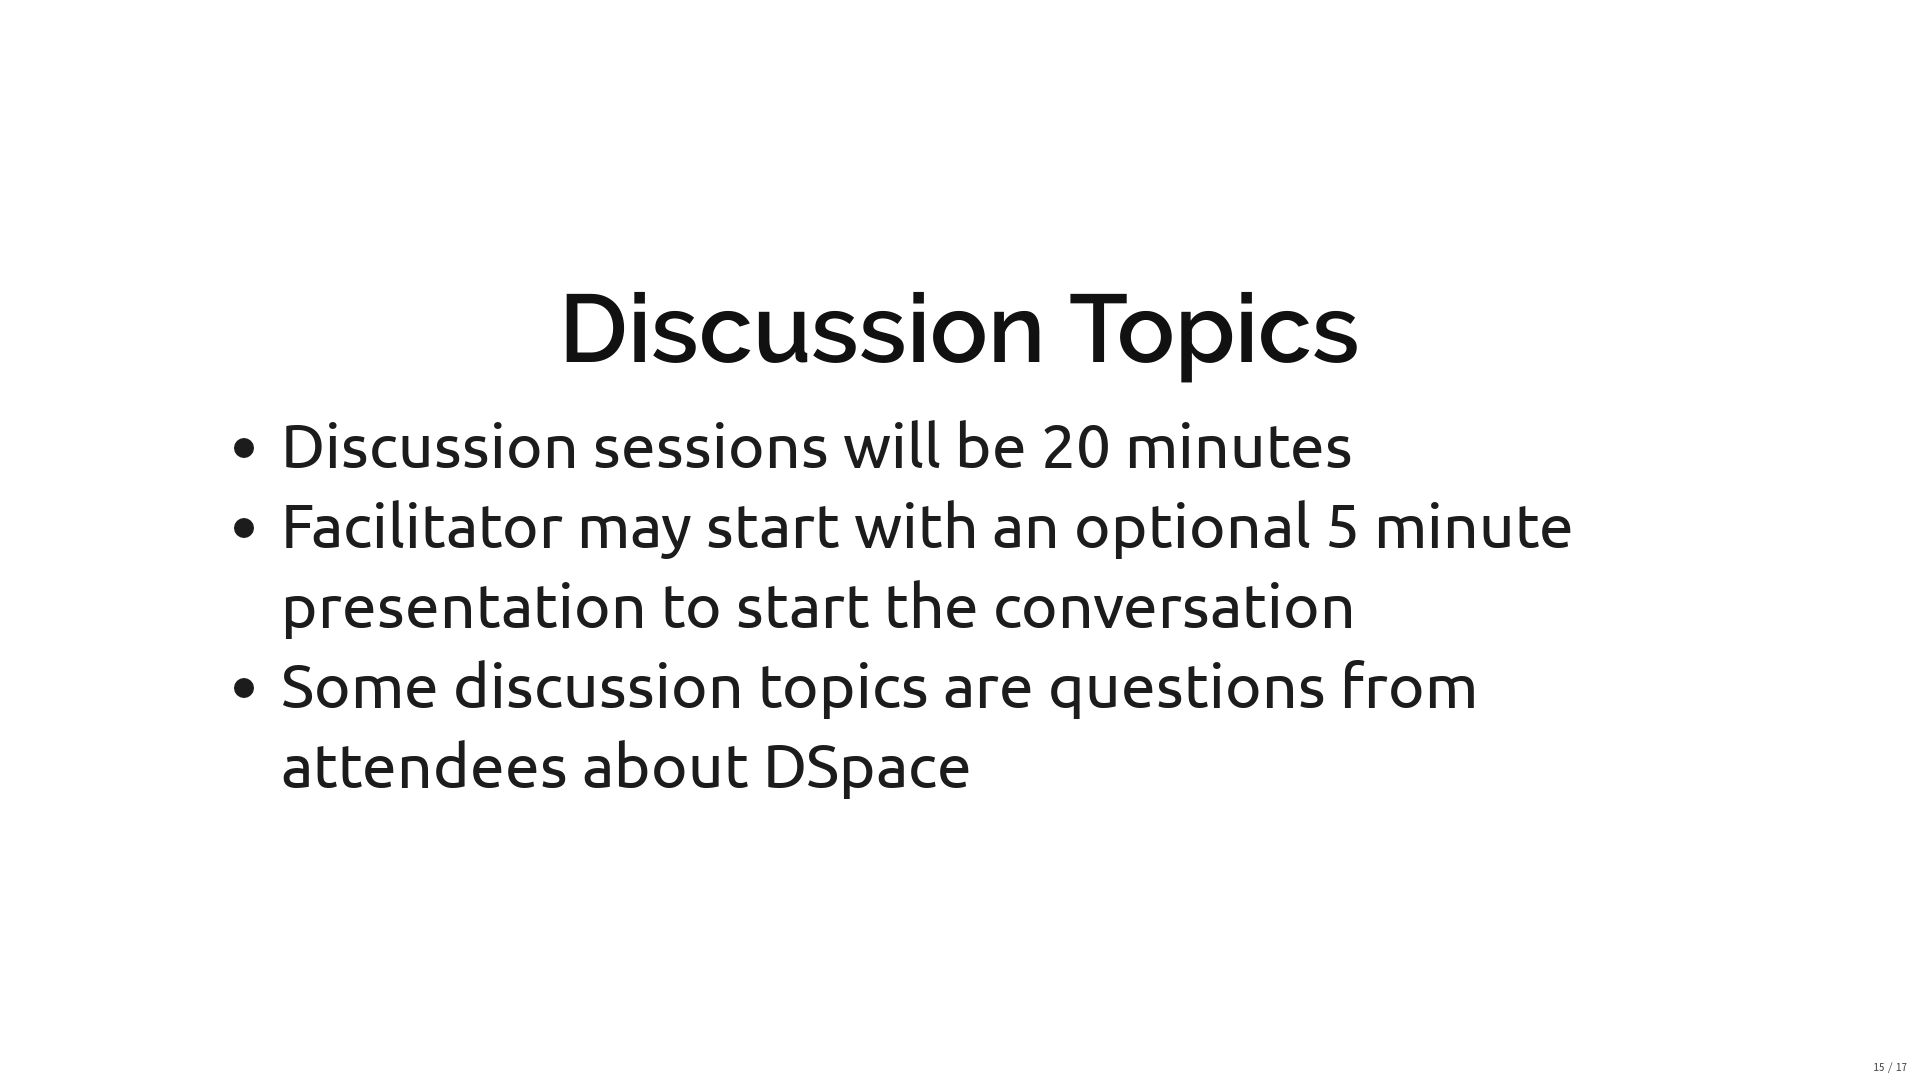 Discussion Topics
• Discussion sessions will be 20 minutes
• Facilitator may start with an optional 5 minute
presentation to start the conversation
• Some discussion topics are questions from
attendees about DSpace
15 / 17